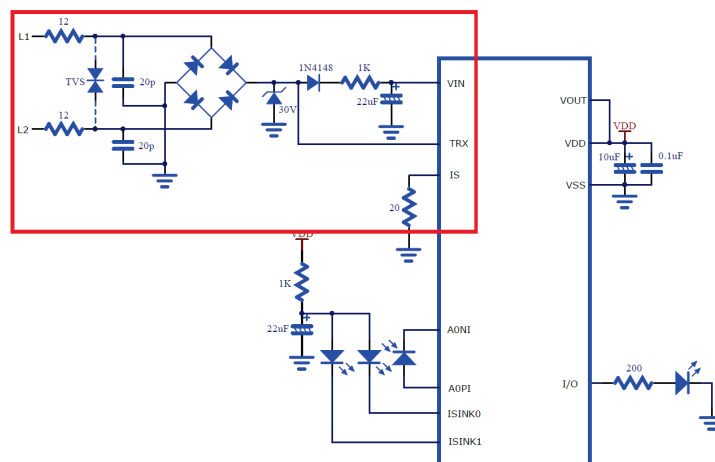 12
L1
1N4148
1K
TVS
20p
VIN
22uF
+
30V
VOUT
12
L2
VDD
20p
TRX
VDD
10uF
+
0.1uF
IS
VSS
20
VDD
1K
+
22uF
A0NI
200
I/O
A0PI
ISINK0
ISINK1